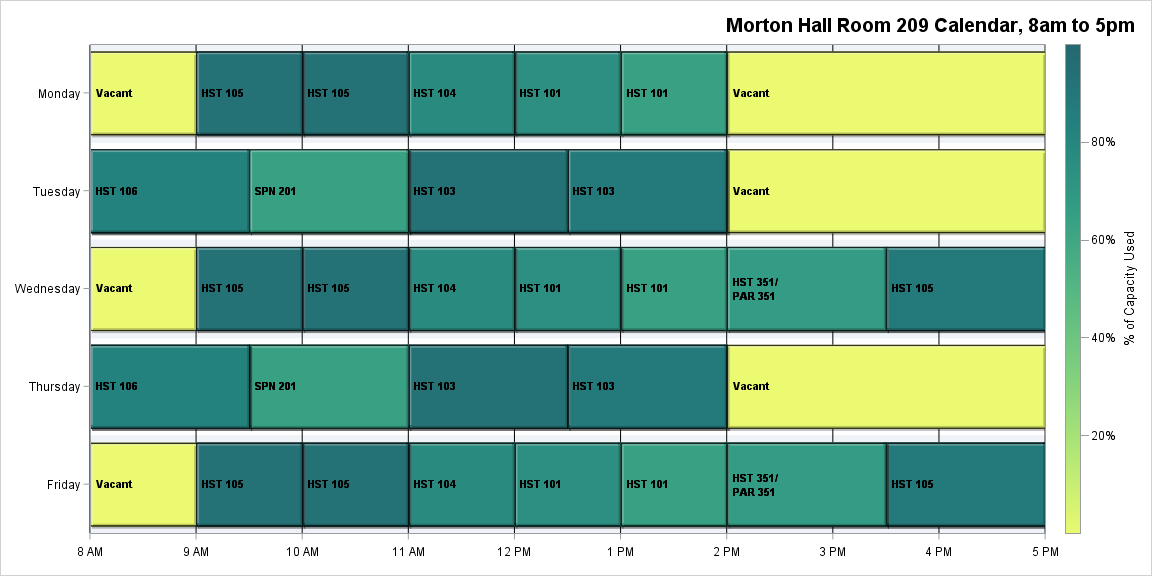 Morton Hall Room 209 Calendar, 8am to 5pm
Monday
Vacant
HST 105
HST 105
HST 104
HST 101
HST 101
Vacant
Tuesday
HST 106
SPN 201
HST 103
HST 103
Vacant
Wednesday
Vacant
HST 105
HST 105
HST 104
HST 101
HST 101
HST 351/
PAR 351
HST 105
Thursday
HST 106
SPN 201
HST 103
HST 103
Vacant
Friday
Vacant
HST 105
HST 105
HST 104
HST 101
HST 101
HST 351/
PAR 351
HST 105
8 AM
9 AM
10 AM
11 AM
12 PM
1 PM
2 PM
3 PM
4 PM
5 PM
80%
60%
40%
20%
% of Capacity Used